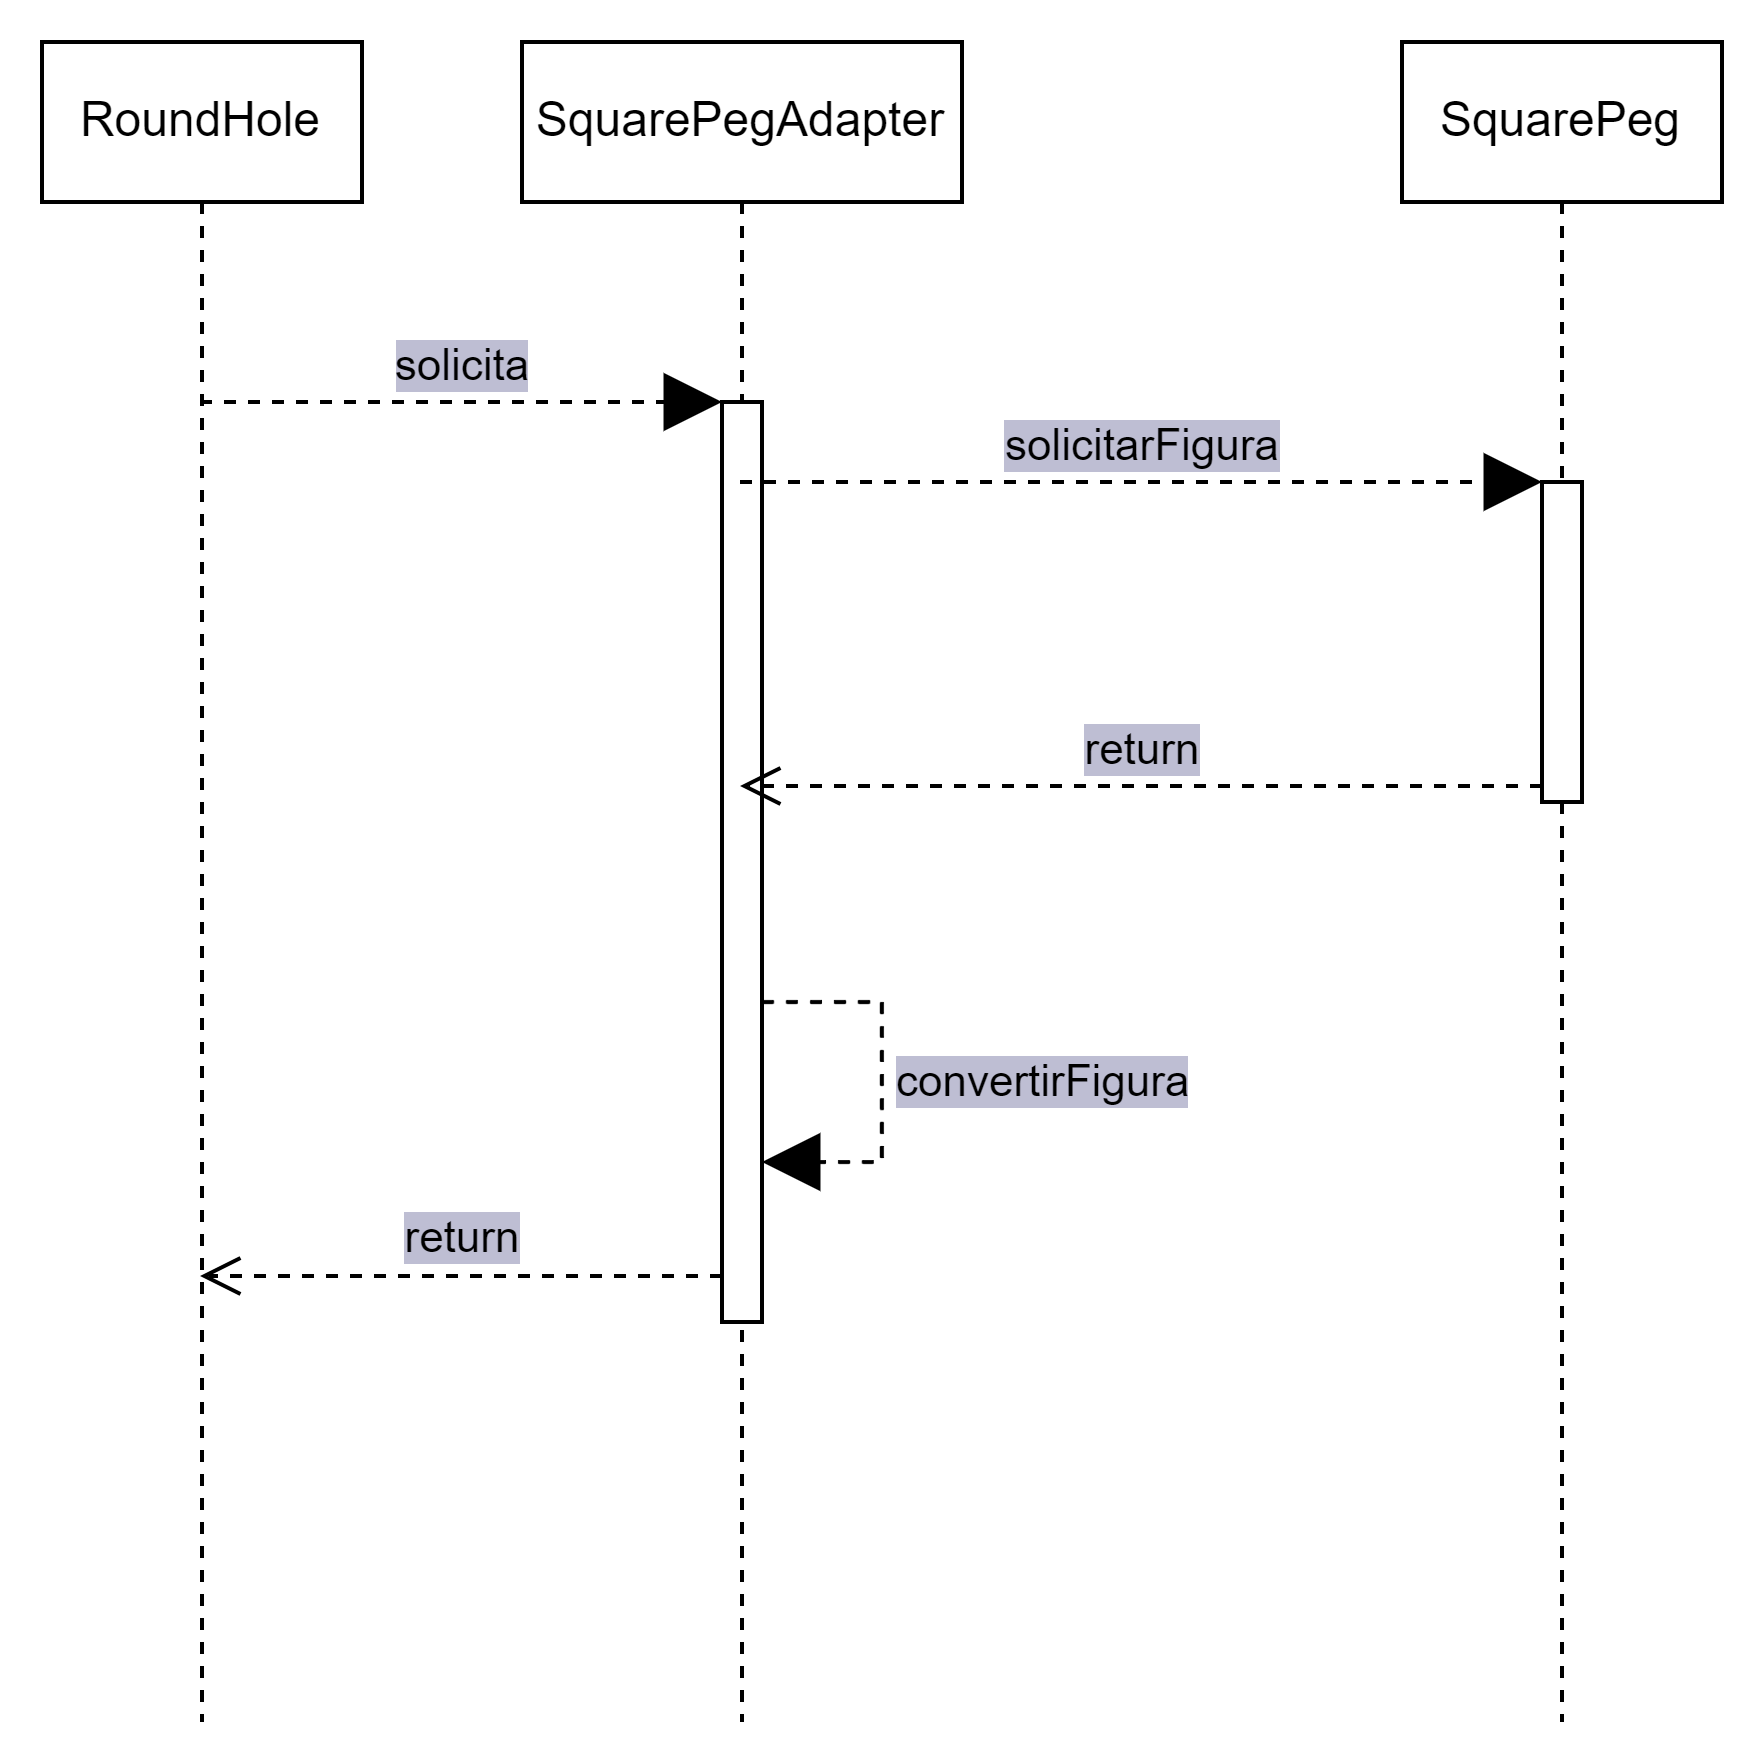 RoundHole
SquarePegAdapter
SquarePeg
solicita
solicitarFigura
return
convertirFigura
return